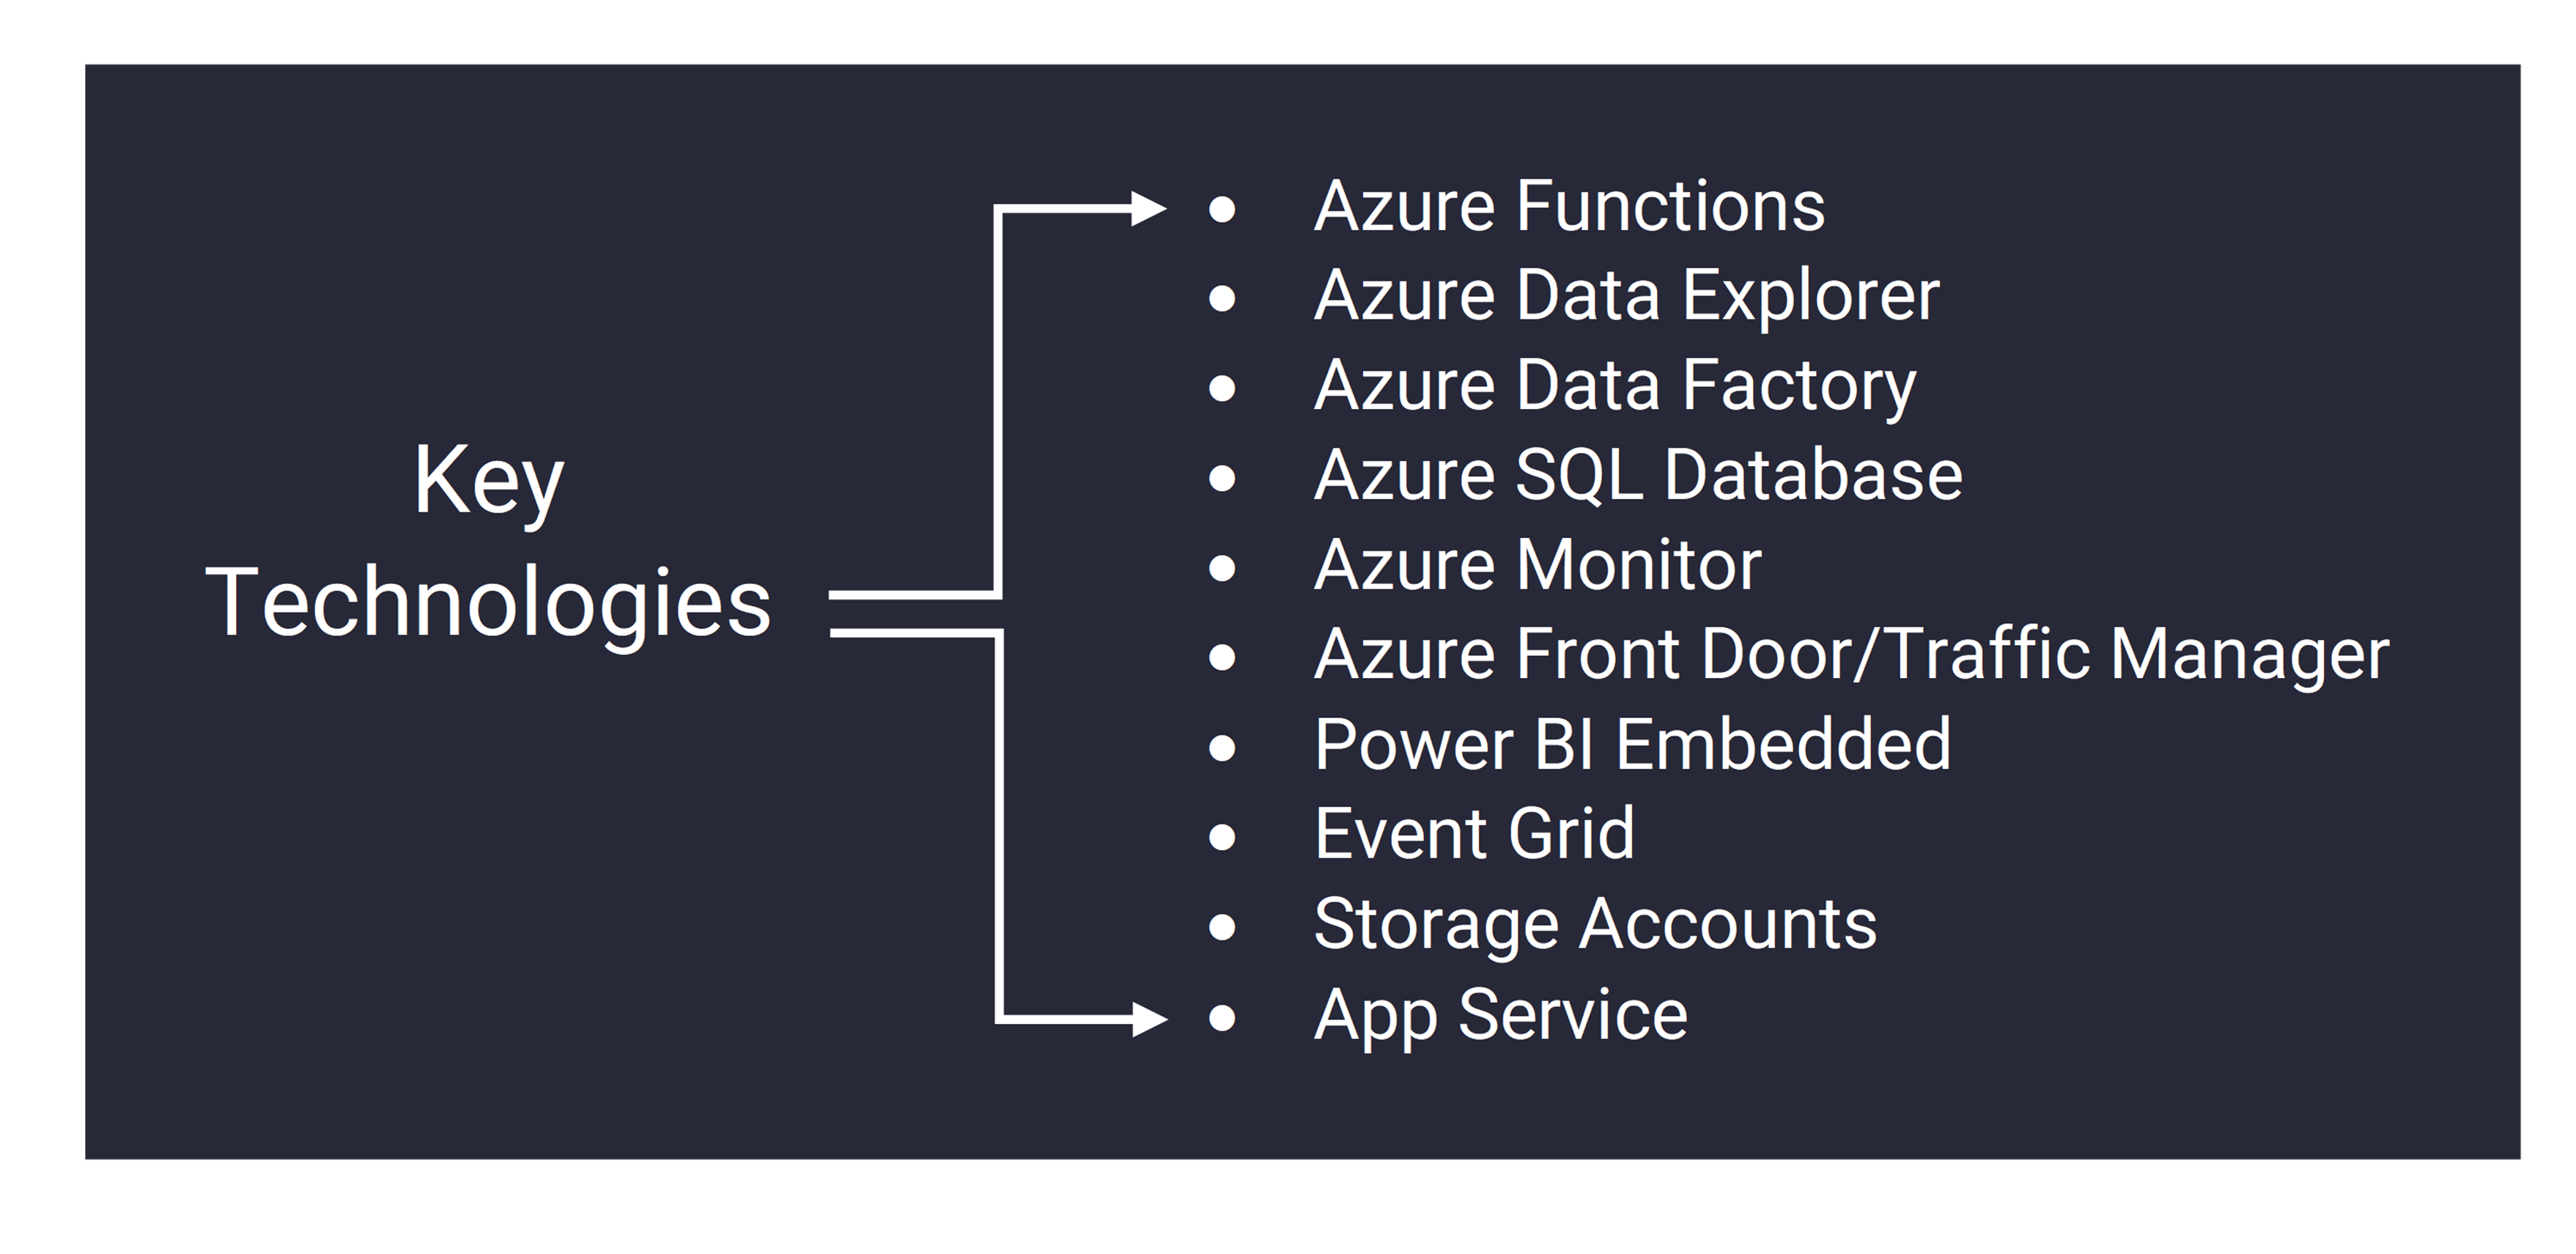 Key
Technologies
• Azure Functions
• Azure Data Explorer
• Azure Data Factory
• Azure SQL Database
• Azure Monitor
• Azure Front Door/Traffic Manager
• Power BI Embedded
• Event Grid
• Storage Accounts
• App Service